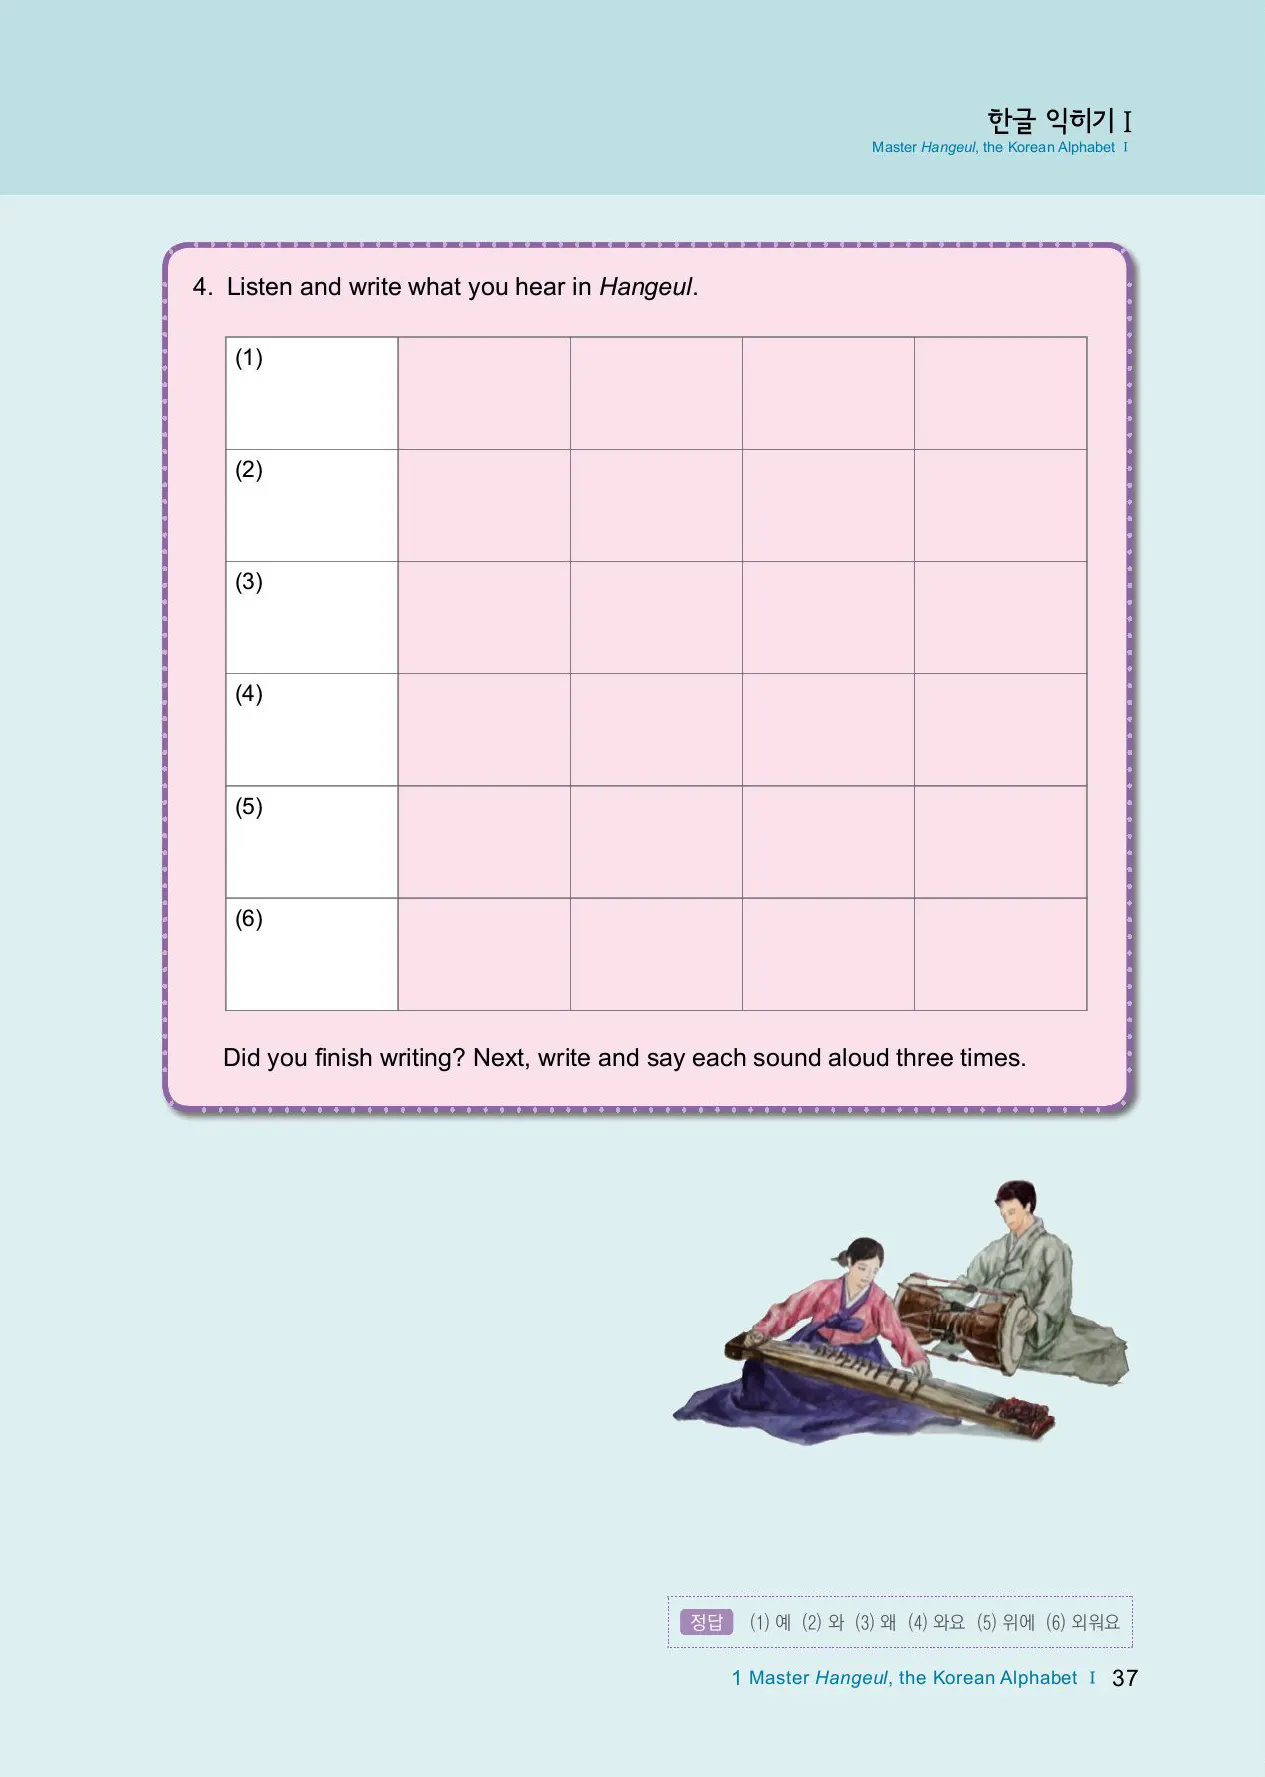 한글 익히기 Ⅰ
Master Hangeul, the Korean Alphabet Ⅰ
4. Listen and write what you hear in Hangeul.
(1)
(2)
(3)
(4)
(5)
(6)
Did you finish writing? Next, write and say each sound aloud three times.
정답 (1) 예 (2) 와 (3) 왜 (4) 와요 (5) 위에 (6) 외워요
1 Master Hangeul, the Korean Alphabet Ⅰ 37